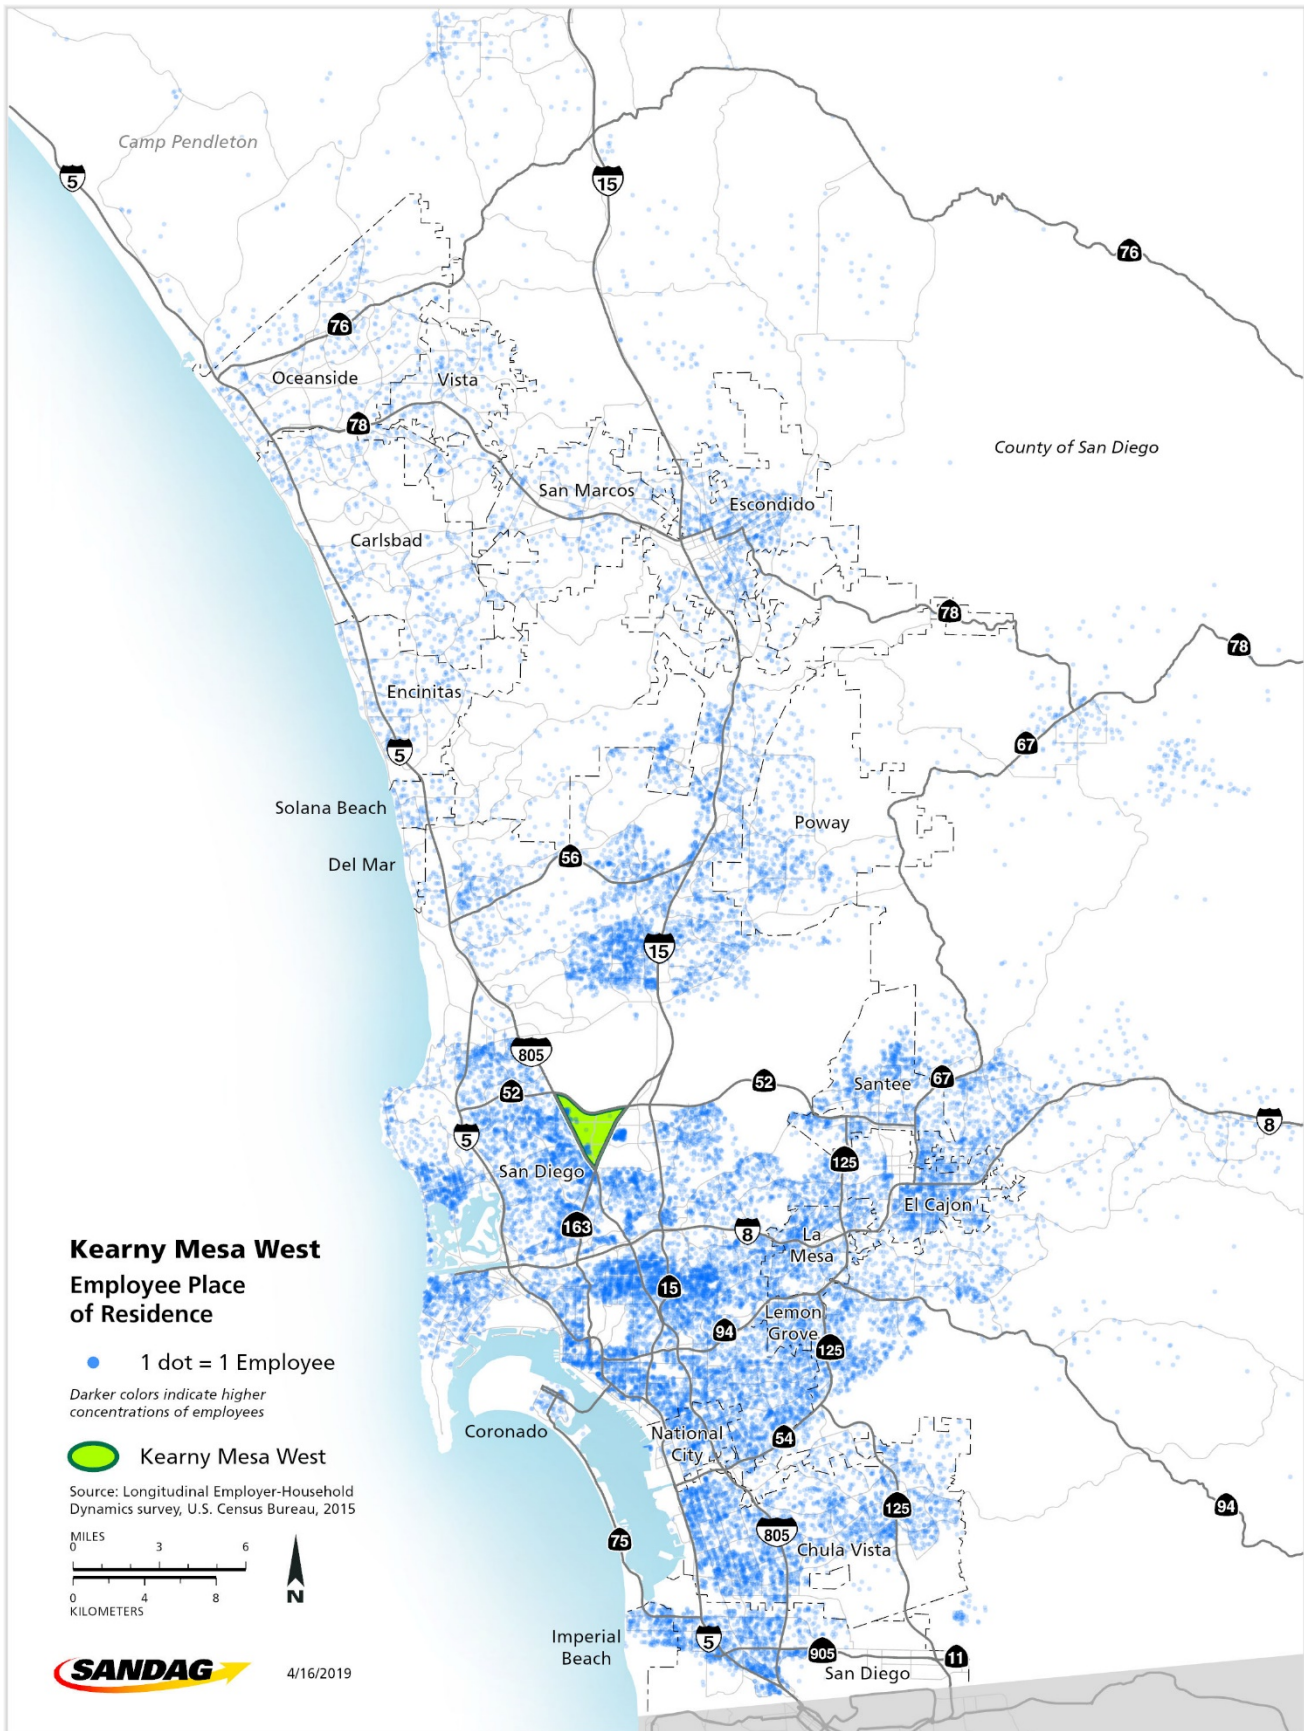 Camp Pendleton
5
15
76
76
Oceanside
Vista
78
County of San Diego
San Marcos
Escondido
Carlsbad
78
78
Encinitas
67
5
Solana Beach
Poway
Del Mar
56
15
805
52
52
Santee
67
8
5
125
San Diego
El Cajon
163
8
La
Mesa
15
94
Lemon
Grove
125
Coronado
National
City
54
125
94
75
805
Chula Vista
Imperial
Beach
5
905
San Diego
11
Kearny Mesa West
Employee Place
of Residence
1 dot = 1 Employee
Darker colors indicate higher
concentrations of employees
Kearny Mesa West
Source: Longitudinal Employer-Household
Dynamics survey, U.S. Census Bureau, 2015
MILES
0 3 6
0 4 8
KILOMETERS
N
SANDAG
4/16/2019